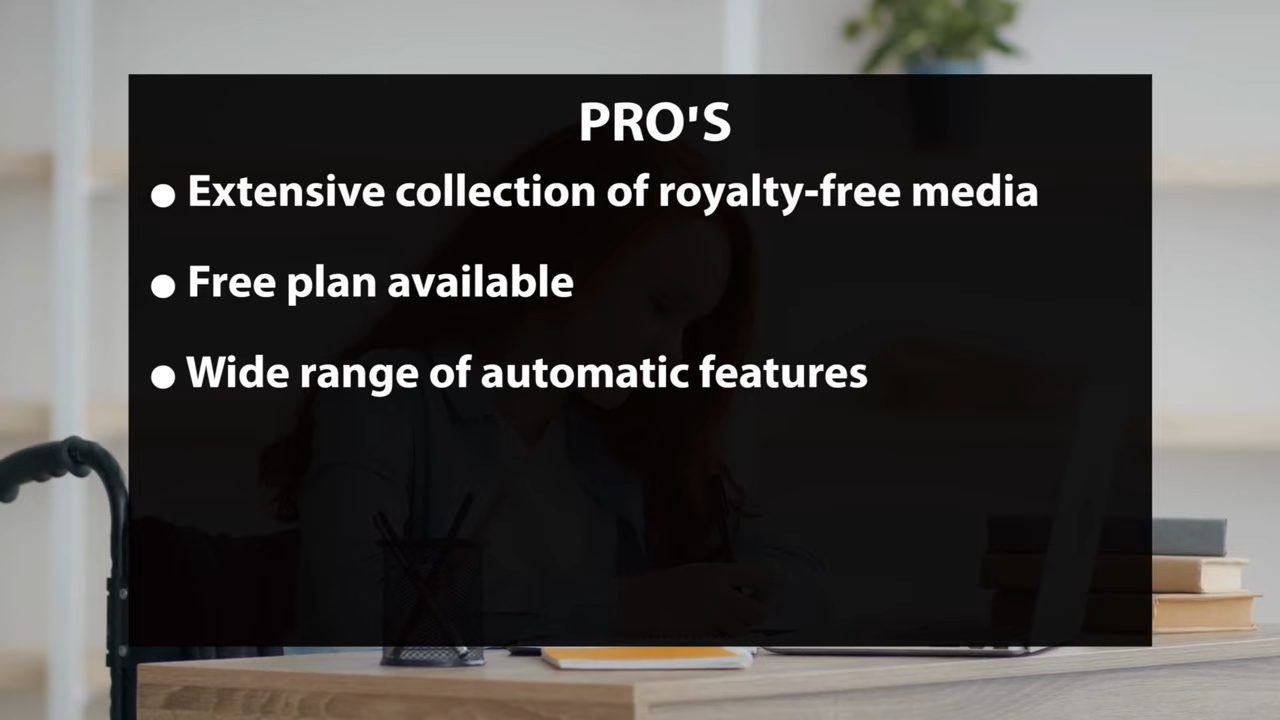 PRO'S
● Extensive collection of royalty-free media
● Free plan available
● Wide range of automatic features